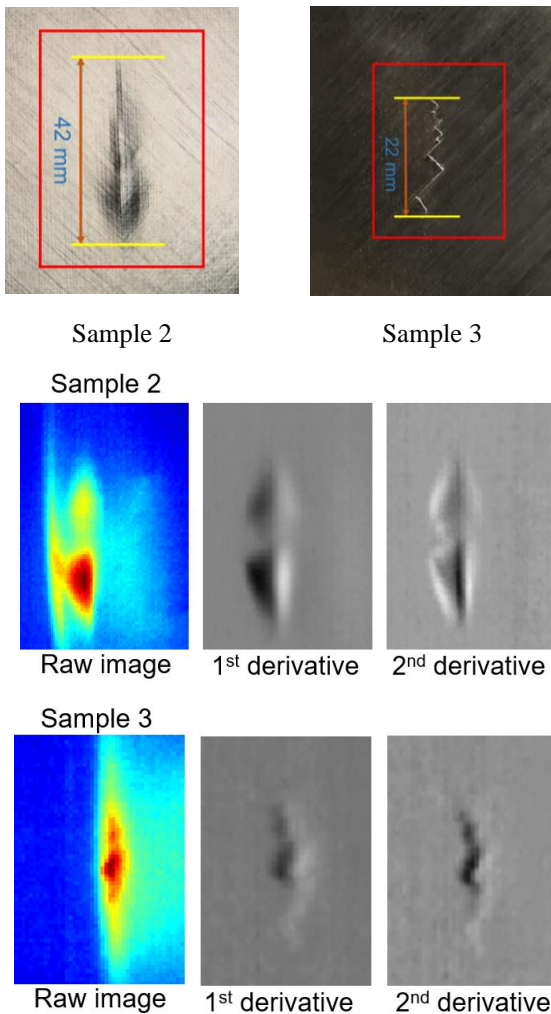 42 mm
22 mm
Sample 2
Sample 3
Sample 2
Raw image
1st derivative
2nd derivative
Sample 3
Raw image
1st derivative
2nd derivative